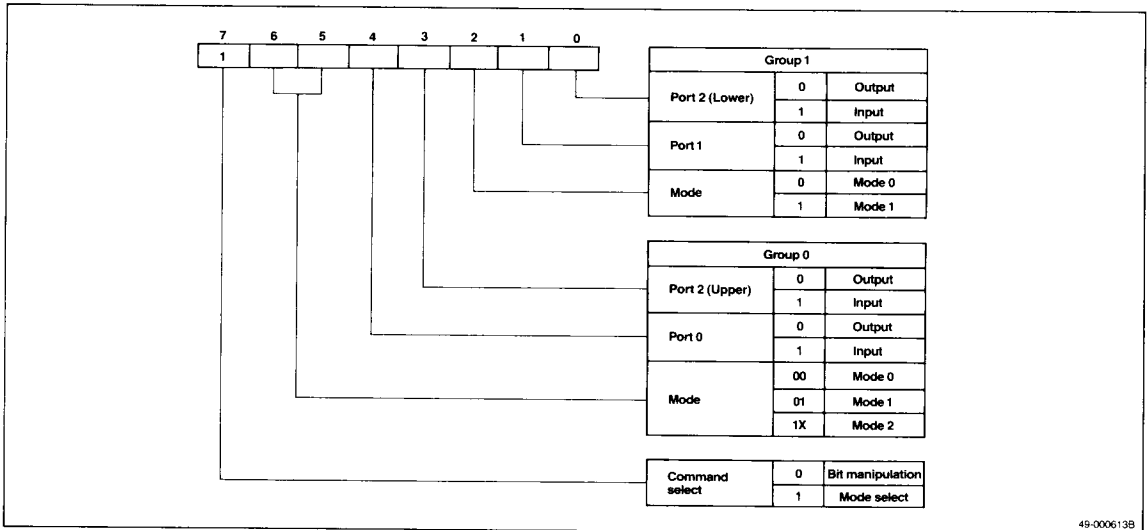 7 6 5 4 3 2 1 0
1
Group 1
Port 2 (Lower) 0 Output
1 Input
Port 1 0 Output
1 Input
Mode 0 Mode 0
1 Mode 1
Group 0
Port 2 (Upper) 0 Output
1 Input
Port 0 0 Output
1 Input
Mode 00 Mode 0
01 Mode 1
1X Mode 2
Command select 0 Bit manipulation
1 Mode select
49-000613B